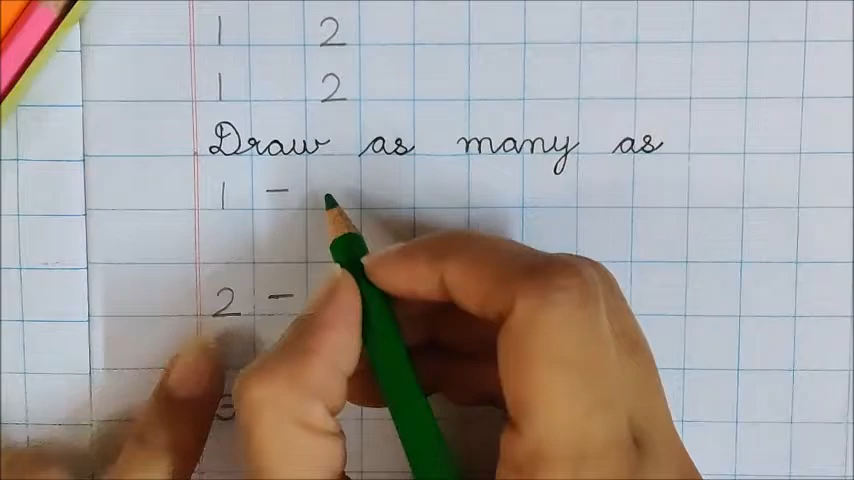 1 2
1 2
Draw as many as
1 -
2 -